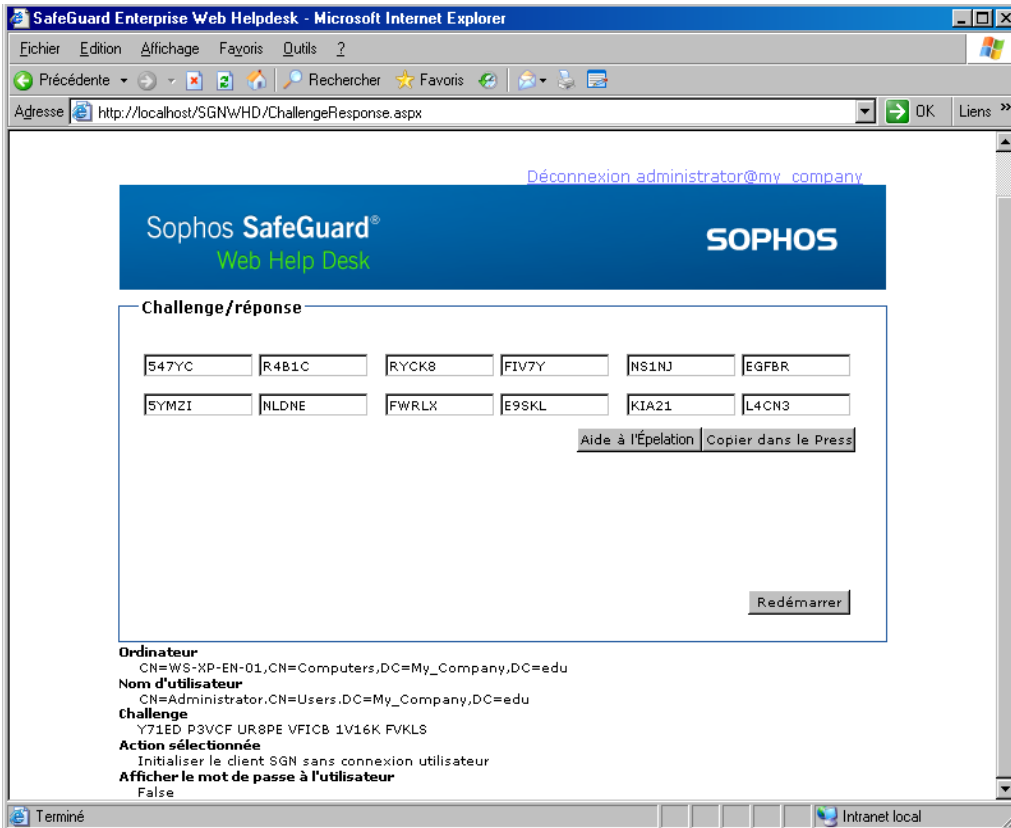 SafeGuard Enterprise Web Helpdesk - Microsoft Internet Explorer
Fichier Edition Affichage Favoris Outils ?
Précédente Rechercher Favoris
Adresse http://localhost/SGNWHD/ChallengeResponse.aspx OK Liens »
Déconnexion administrator@my_company
Sophos SafeGuard®
Web Help Desk
SOPHOS
Challenge/réponse
547YC R4B1C RYCK8 FIV7Y NS1NJ EGFBR
5YMZI NLDNE FWRLX E9SKL KIA21 L4CN3
Aide à l'Épelation Copier dans le Press
Redémarrer
Ordinateur
CN=WS-XP-EN-01,CN=Computers,DC=My_Company,DC=edu
Nom d'utilisateur
CN=Administrator.CN=Users.DC=My_Company,DC=edu
Challenge
Y71ED P3VCF UR8PE VFICB 1V16K FVKLS
Action sélectionnée
Initialiser le client SGN sans connexion utilisateur
Afficher le mot de passe à l'utilisateur
False
Terminé Intranet local